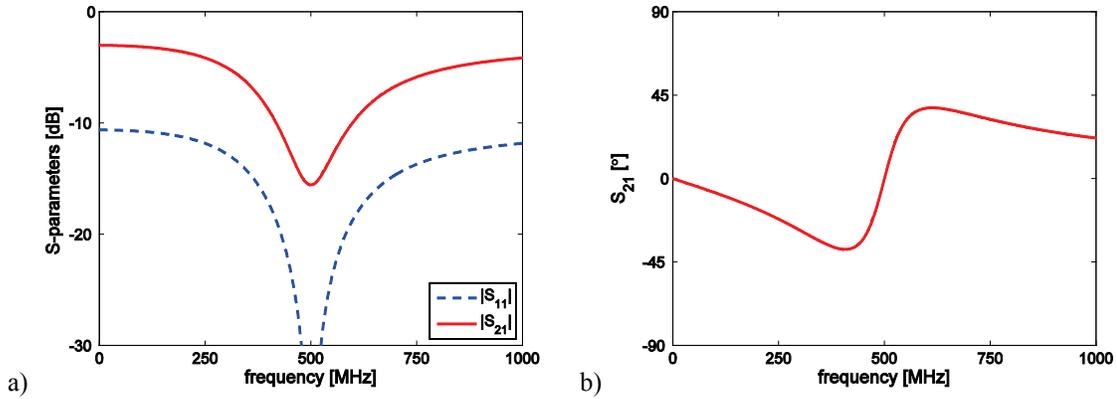 a)
S-parameters [dB]
0
-10
-20
-30
0 250 500 750 1000
frequency [MHz]
|S11|
|S21|
b)
S21 [°]
90
45
0
-45
-90
0 250 500 750 1000
frequency [MHz]